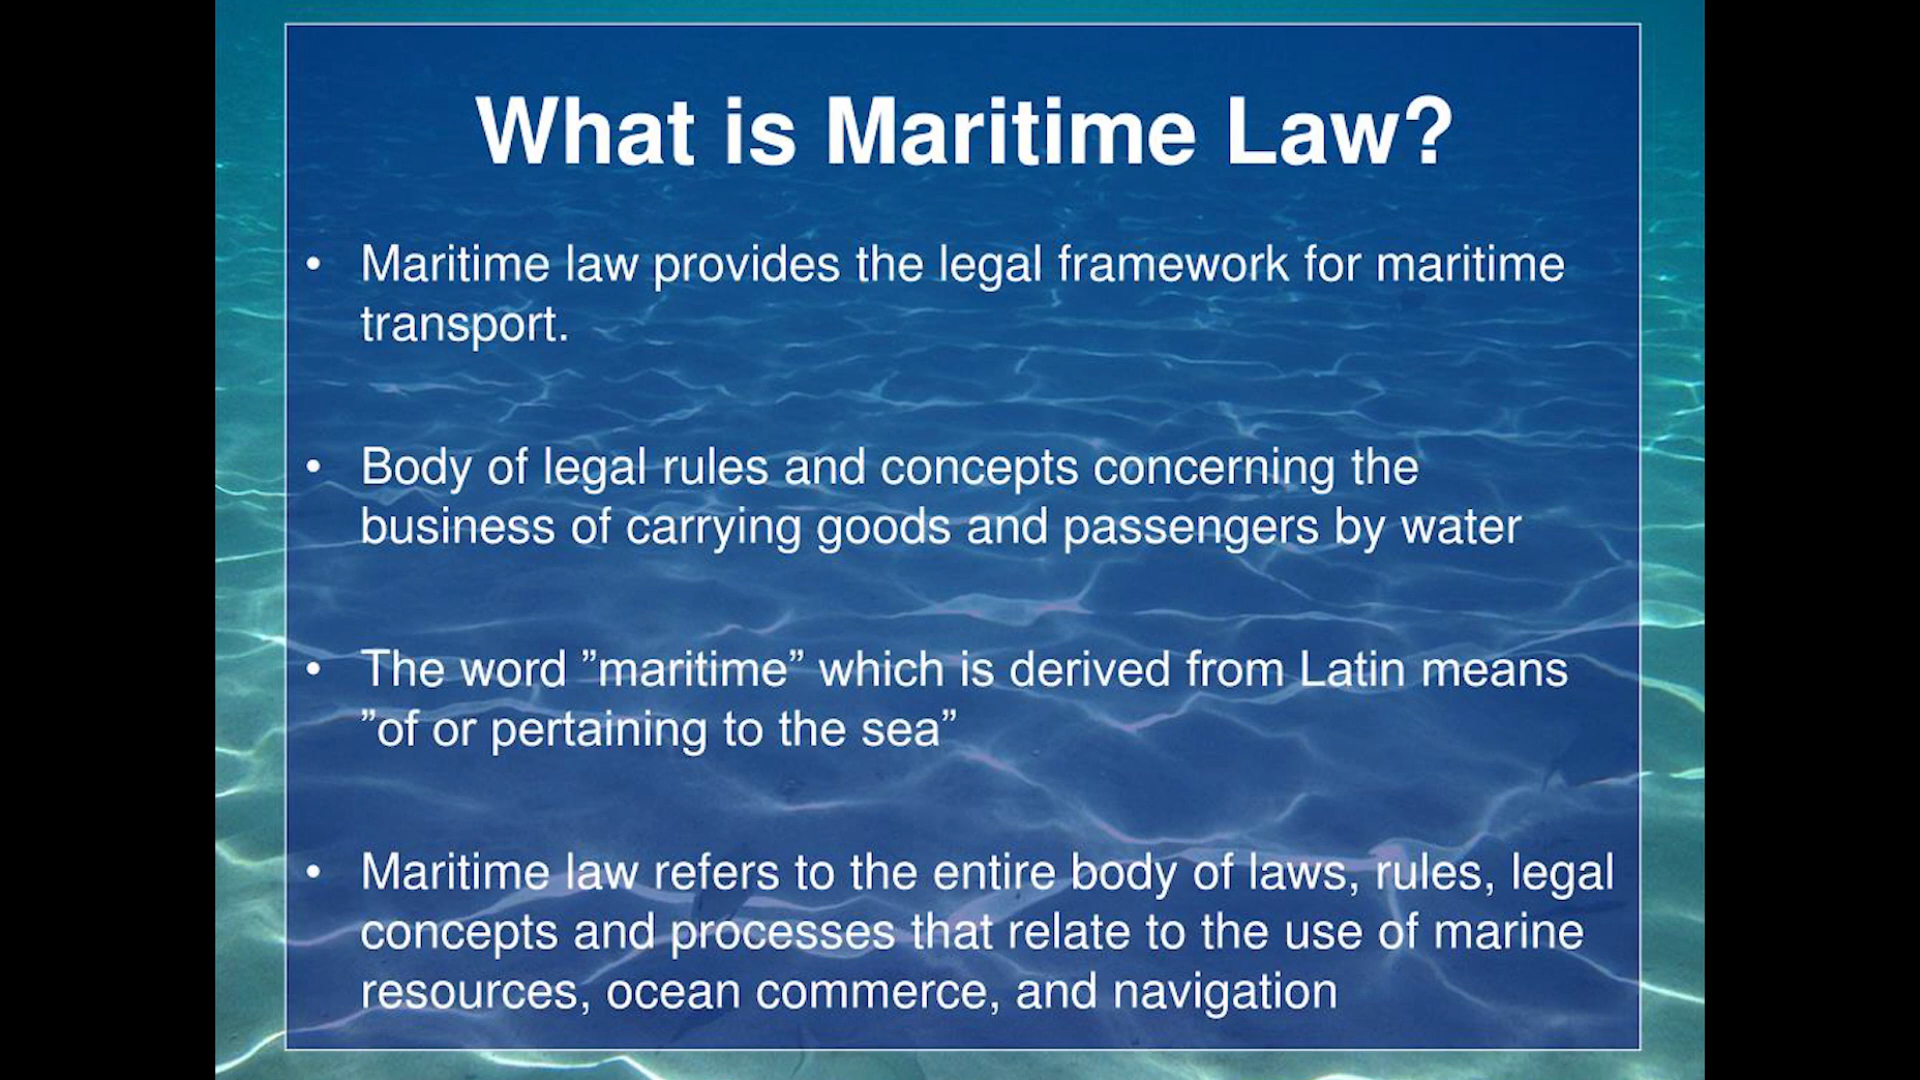 What is Maritime Law?
• Maritime law provides the legal framework for maritime
transport.
• Body of legal rules and concepts concerning the
business of carrying goods and passengers by water
• The word ”maritime” which is derived from Latin means
”of or pertaining to the sea”
• Maritime law refers to the entire body of laws, rules, legal
concepts and processes that relate to the use of marine
resources, ocean commerce, and navigation